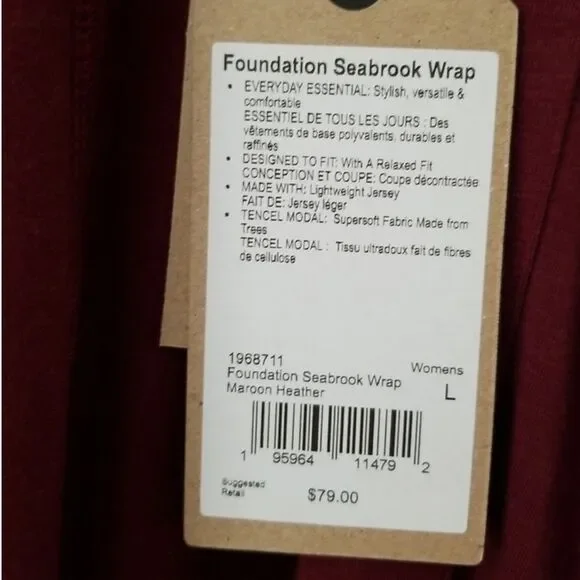 Foundation Seabrook Wrap
• EVERYDAY ESSENTIAL: Stylish, versatile &
comfortable
ESSENTIEL DE TOUS LES JOURS : Des
vêtements de base polyvalents, durables et
raffinés
• DESIGNED TO FIT: With A Relaxed Fit
CONCEPTION ET COUPE: Coupe décontractée
• MADE WITH: Lightweight Jersey
FAIT DE: Jersey léger
• TENCEL MODAL: Supersoft Fabric Made from
Trees
TENCEL MODAL : Tissu ultradoux fait de fibres
de cellulose
1968711
Foundation Seabrook Wrap
Maroon Heather
Womens
L
1 95964 11479 2
Suggested
Retail
$79.00